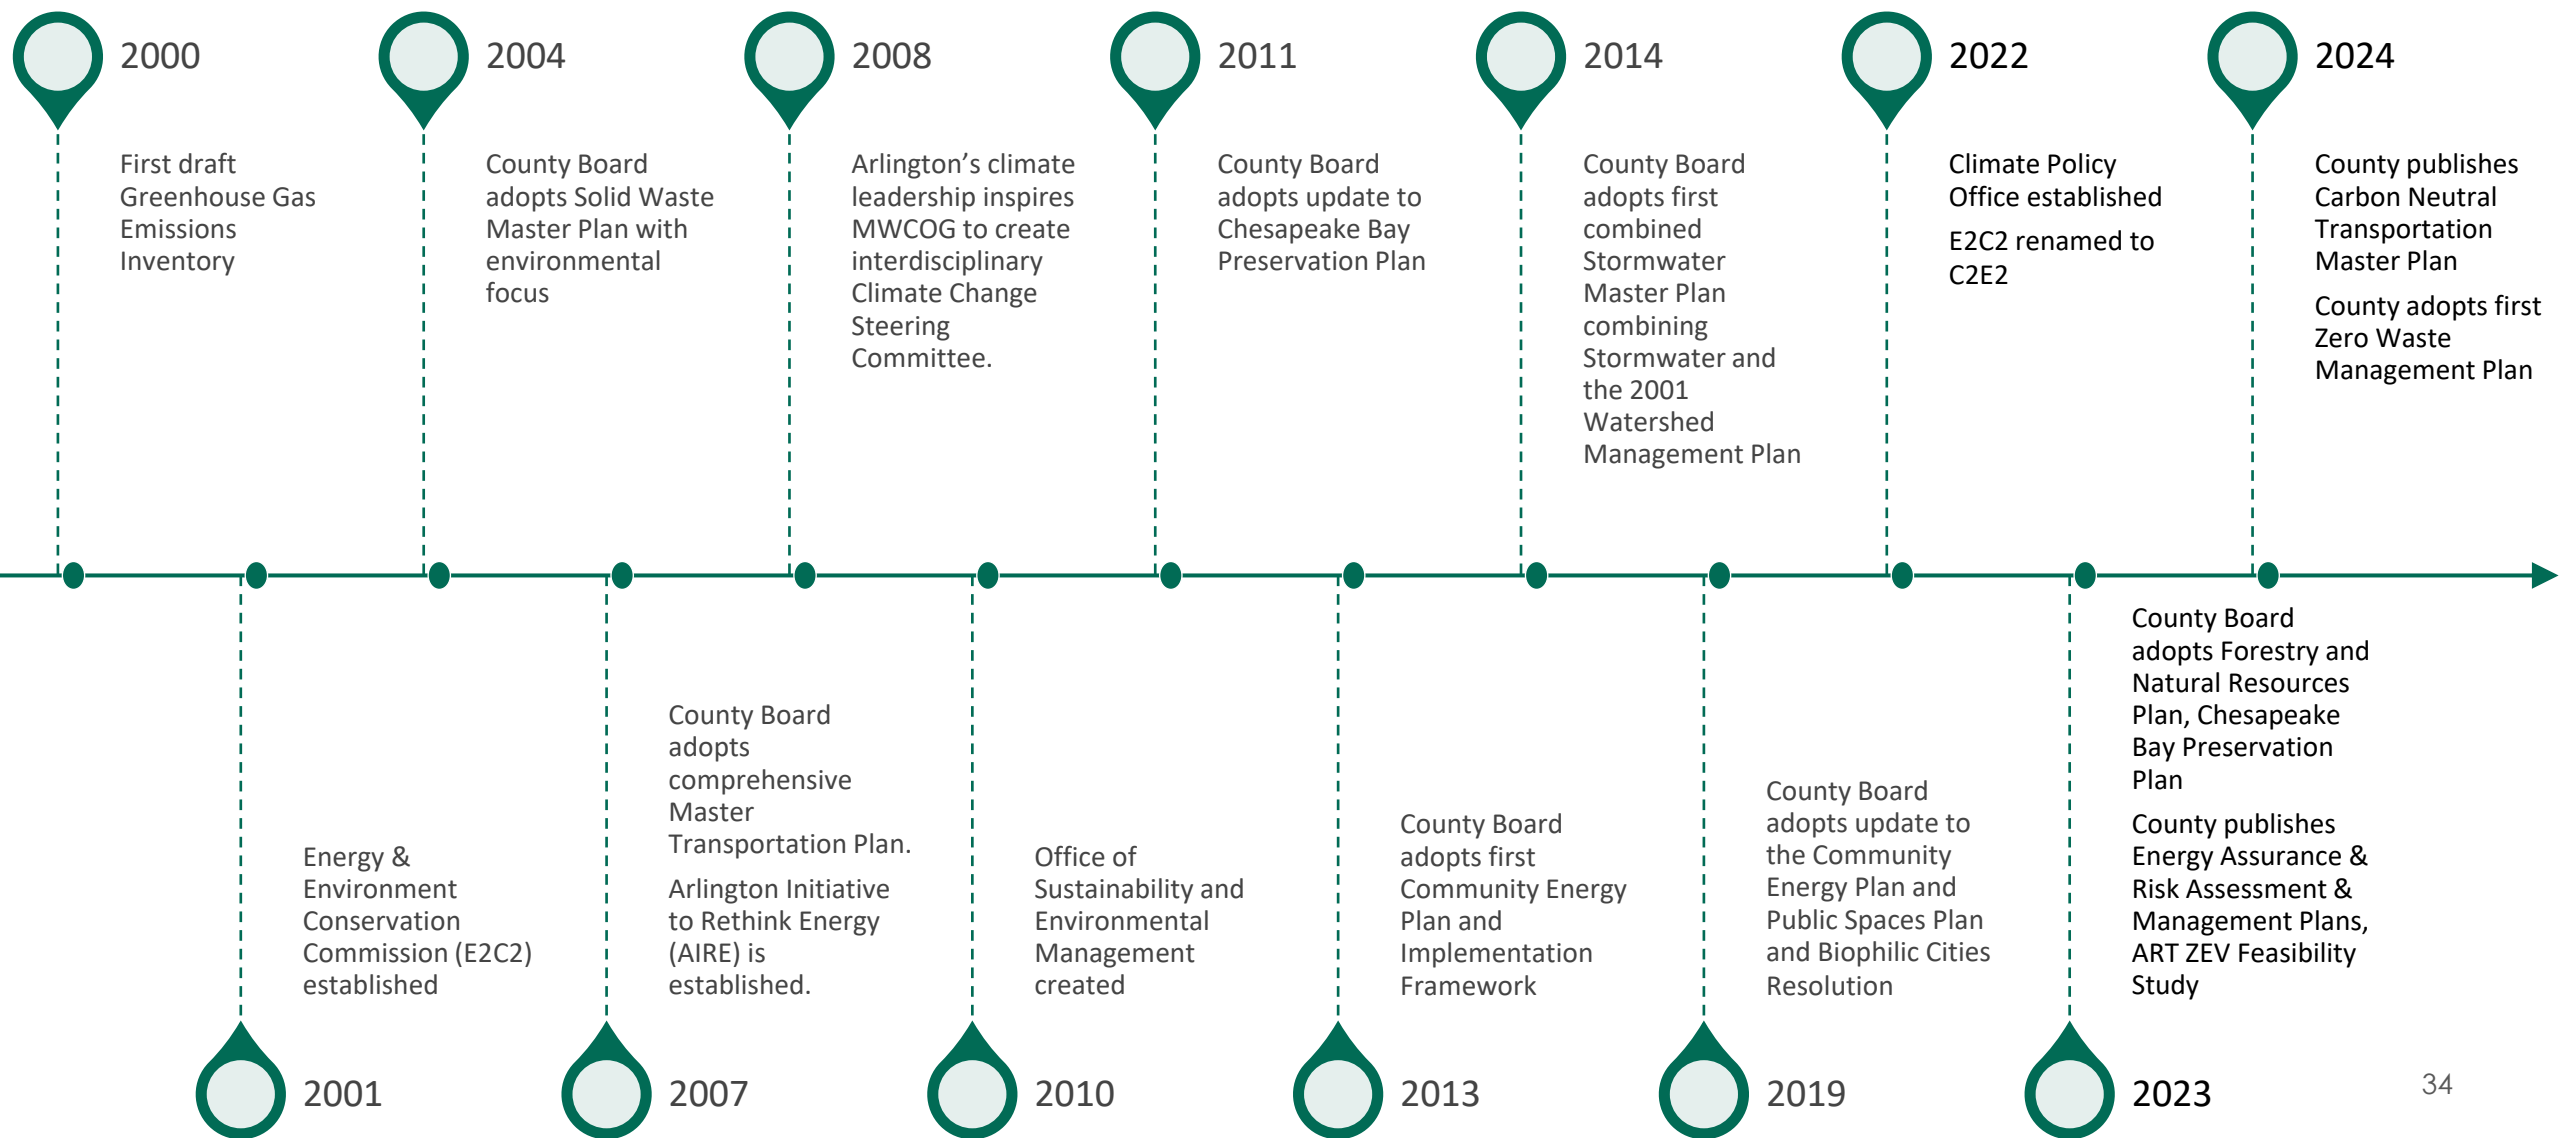 2000
First draft
Greenhouse Gas
Emissions
Inventory
2004
County Board
adopts Solid Waste
Master Plan with
environmental
focus
2008
Arlington’s climate
leadership inspires
MWCOG to create
interdisciplinary
Climate Change
Steering
Committee.
2011
County Board
adopts update to
Chesapeake Bay
Preservation Plan
2014
County Board
adopts first
combined
Stormwater
Master Plan
combining
Stormwater and
the 2001
Watershed
Management Plan
2022
Climate Policy
Office established
E2C2 renamed to
C2E2
2024
County publishes
Carbon Neutral
Transportation
Master Plan
County adopts first
Zero Waste
Management Plan
Energy &
Environment
Conservation
Commission (E2C2)
established
2001
County Board
adopts
comprehensive
Master
Transportation Plan.
Arlington Initiative
to Rethink Energy
(AIRE) is
established.
2007
Office of
Sustainability and
Environmental
Management
created
2010
County Board
adopts first
Community Energy
Plan and
Implementation
Framework
2013
County Board
adopts update to
the Community
Energy Plan and
Public Spaces Plan
and Biophilic Cities
Resolution
2019
County Board
adopts Forestry and
Natural Resources
Plan, Chesapeake
Bay Preservation
Plan
County publishes
Energy Assurance &
Risk Assessment &
Management Plans,
ART ZEV Feasibility
Study
2023
34